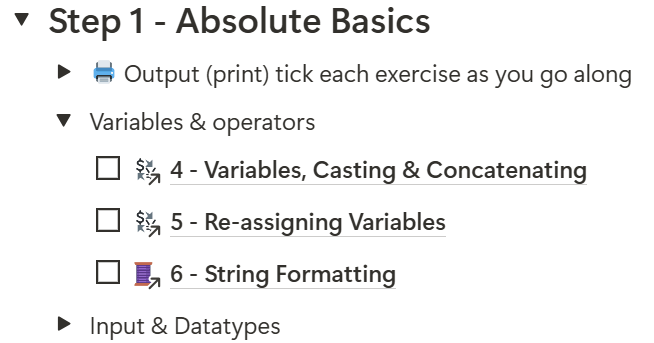 Step 1 - Absolute Basics
Output (print) tick each exercise as you go along
Variables & operators
4 - Variables, Casting & Concatenating
5 - Re-assigning Variables
6 - String Formatting
Input & Datatypes